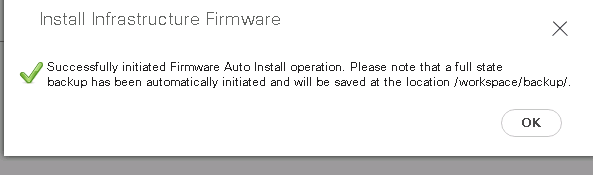 Install Infrastructure Firmware
Successfully initiated Firmware Auto Install operation. Please note that a full state
backup has been automatically initiated and will be saved at the location /workspace/backup/.
OK